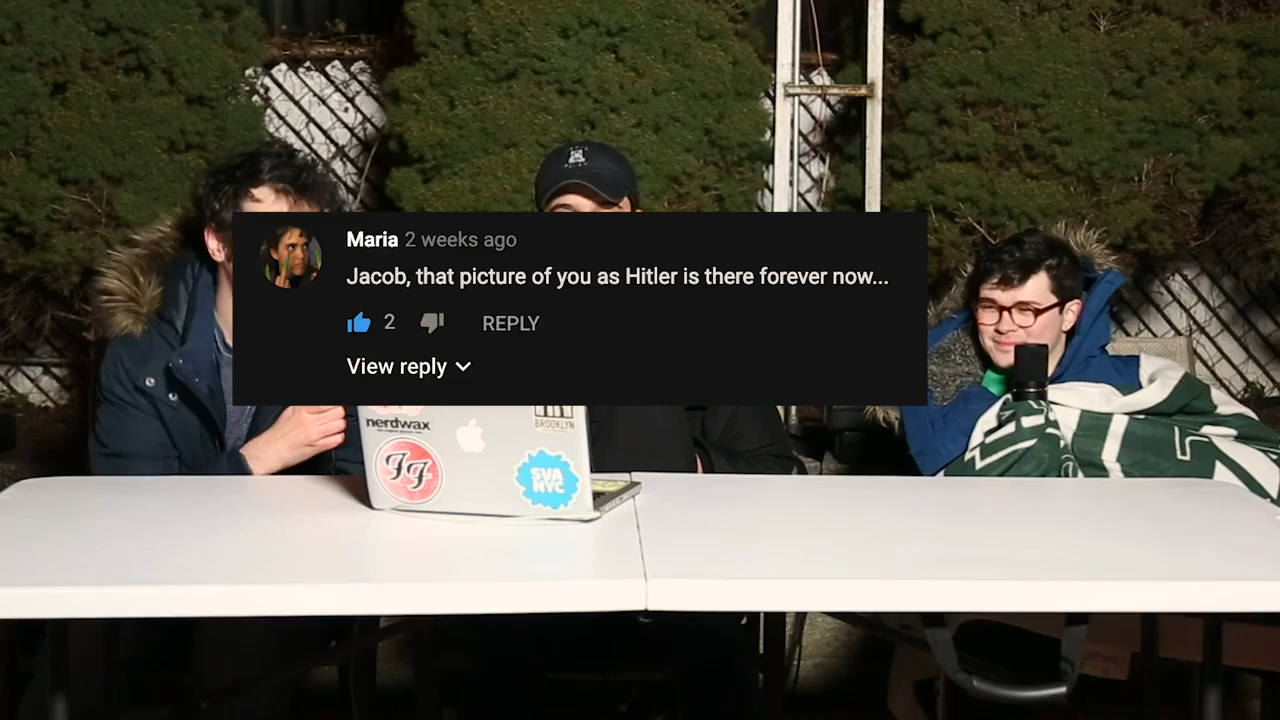 Maria 2 weeks ago
Jacob, that picture of you as Hitler is there forever now...
2
REPLY
View reply
nerdwax
BROOKLYN
FF
SVA
NYC